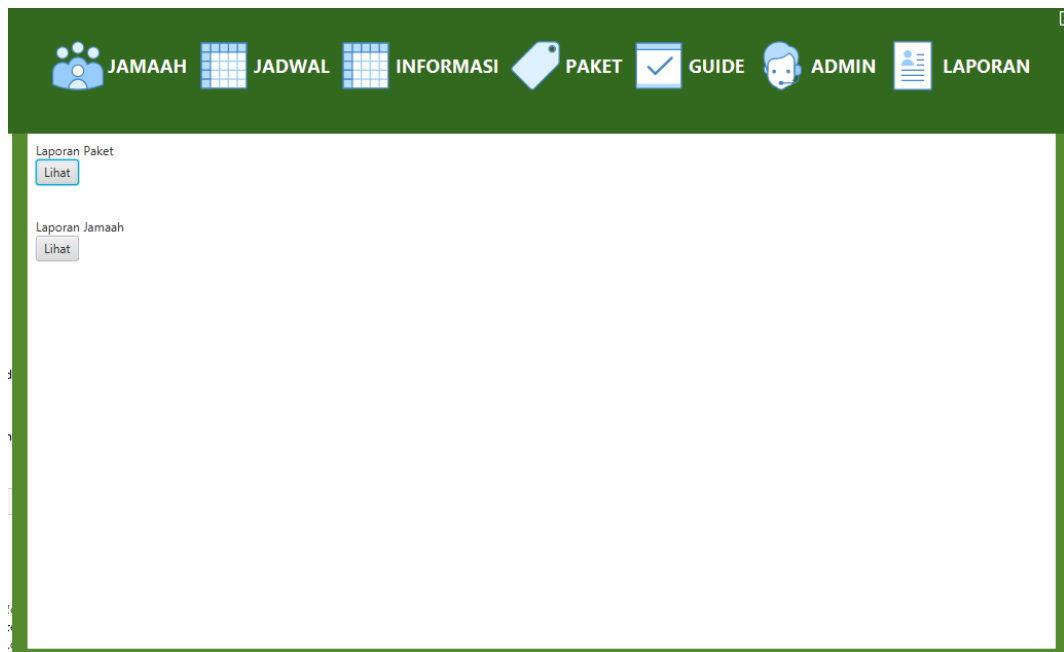 JAMAAH JADWAL INFORMASI PAKET GUIDE ADMIN LAPORAN
Laporan Paket
Lihat
Laporan Jamaah
Lihat